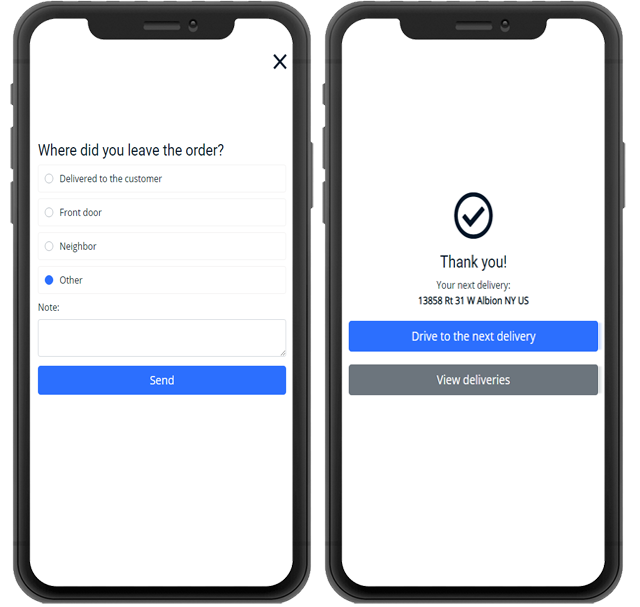 Where did you leave the order?
Delivered to the customer
Front door
Neighbor
Other
Note:
Send
Thank you!
Your next delivery:
13858 Rt 31 W Albion NY US
Drive to the next delivery
View deliveries